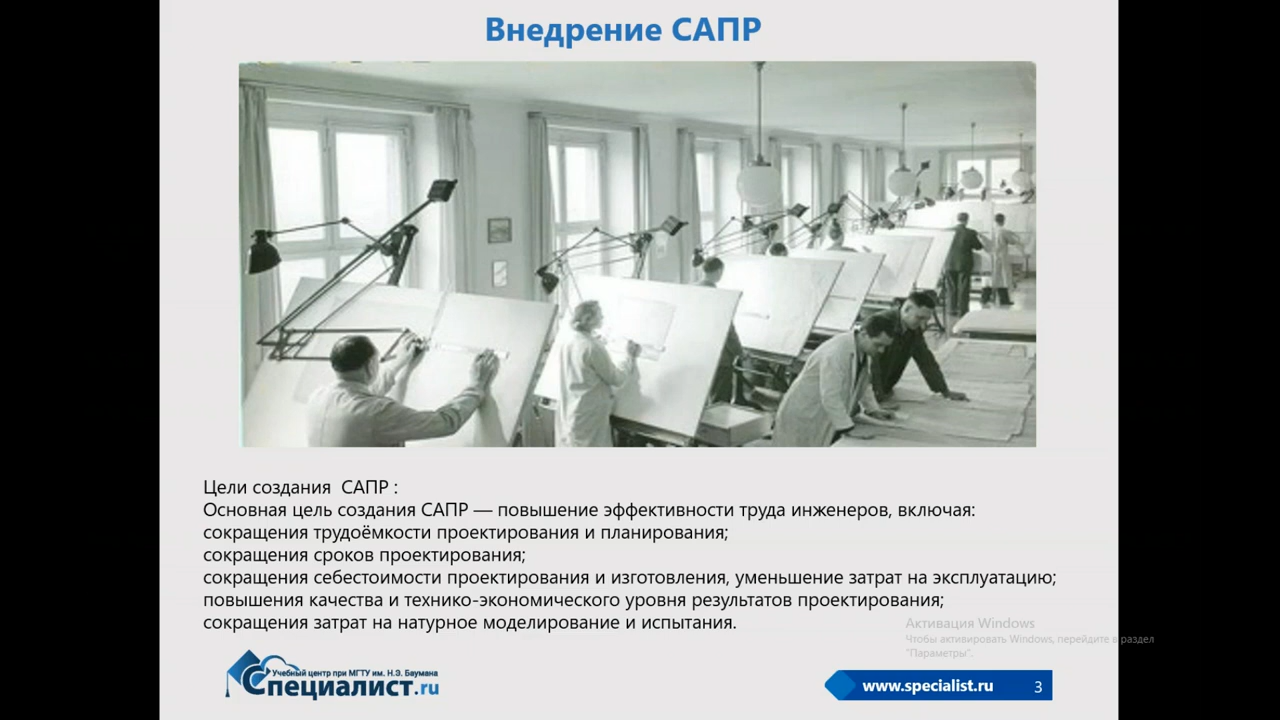 Внедрение САПР
Цели создания  САПР :
Основная цель создания САПР — повышение эффективности труда инженеров, включая:
сокращения трудоёмкости проектирования и планирования;
сокращения сроков проектирования;
сокращения себестоимости проектирования и изготовления, уменьшение затрат на эксплуатацию;
повышения качества и технико-экономического уровня результатов проектирования;
сокращения затрат на натурное моделирование и испытания.
Активация Windows
Чтобы активировать Windows, перейдите в раздел
"Параметры".
Учебный центр при МГТУ им. Н.Э. Баумана
Специалист.ru
www.specialist.ru
3